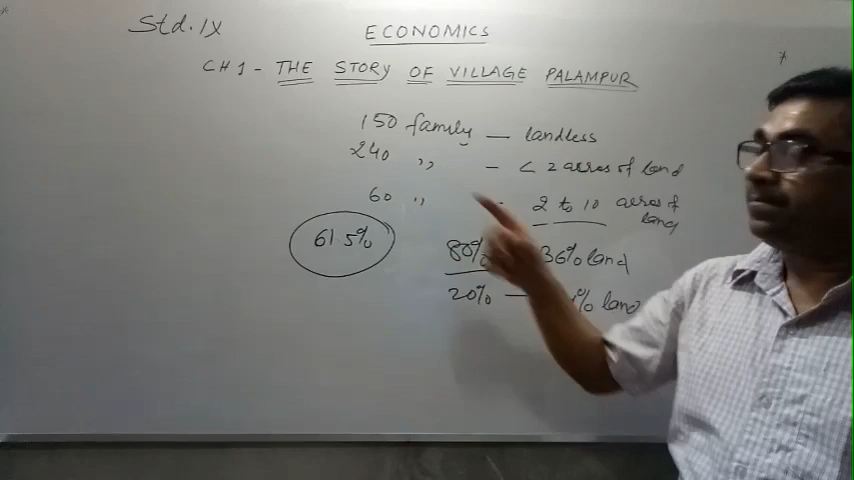 Std. IX
ECONOMICS
CH 1 - THE STORY OF VILLAGE PALAMPUR
150 family — landless
240 ,, - < 2 acres of land
60 ,, - 2 to 10 acres of land
61.5%
80% 36% land
20% — % land